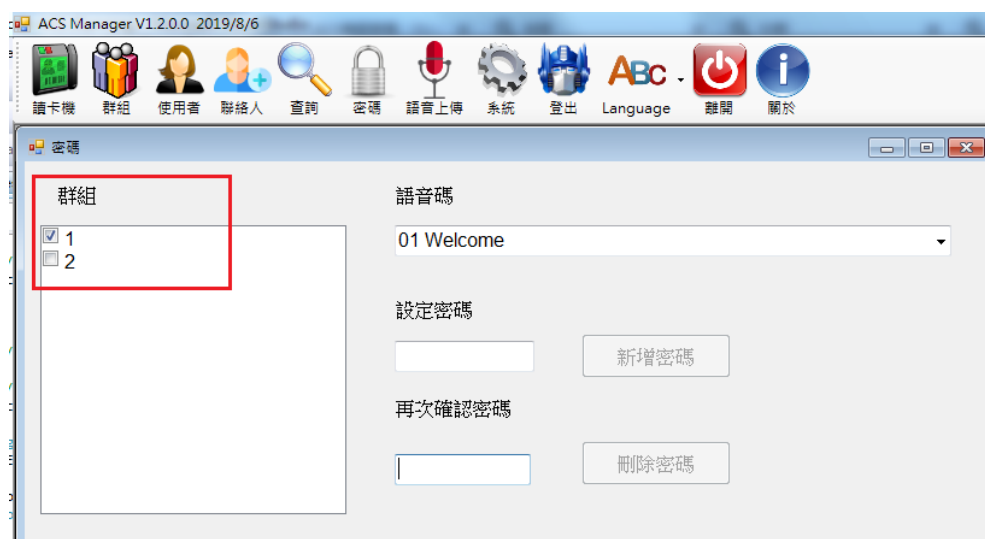 ACS Manager V1.2.0.0 2019/8/6
讀卡機 群組 使用者 聯絡人 查詢 密碼 語音上傳 系統 登出 ABC Language 離開 關於
密碼
群組
1
2
語音碼
01 Welcome
設定密碼
新增密碼
再次確認密碼
刪除密碼